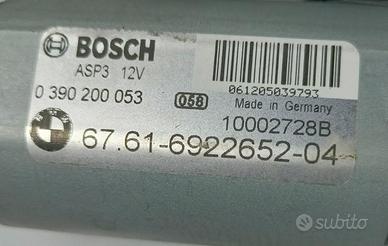 BOSCH
ASP3 12V
0 390 200 053
058
061205039793
Made in Germany
10002728B
67.61-6922652-04
subito